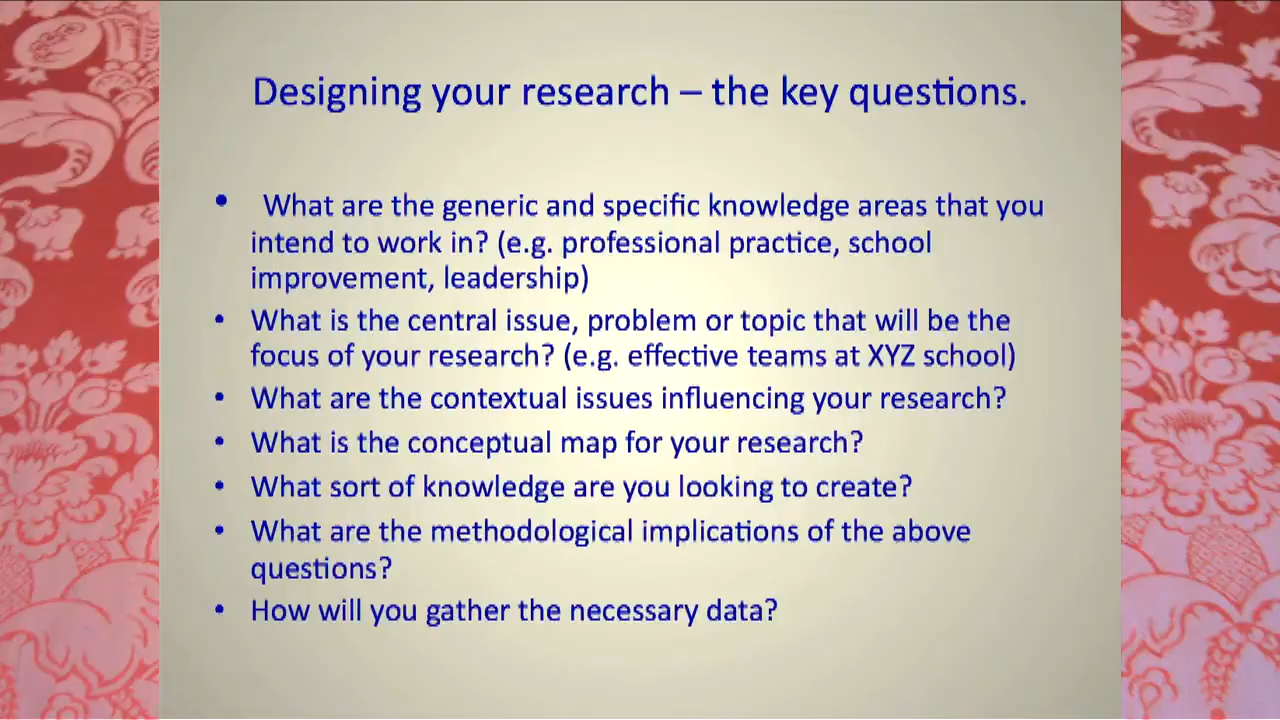 Designing your research – the key questions.
• What are the generic and specific knowledge areas that you
intend to work in? (e.g. professional practice, school
improvement, leadership)
• What is the central issue, problem or topic that will be the
focus of your research? (e.g. effective teams at XYZ school)
• What are the contextual issues influencing your research?
• What is the conceptual map for your research?
• What sort of knowledge are you looking to create?
• What are the methodological implications of the above
questions?
• How will you gather the necessary data?